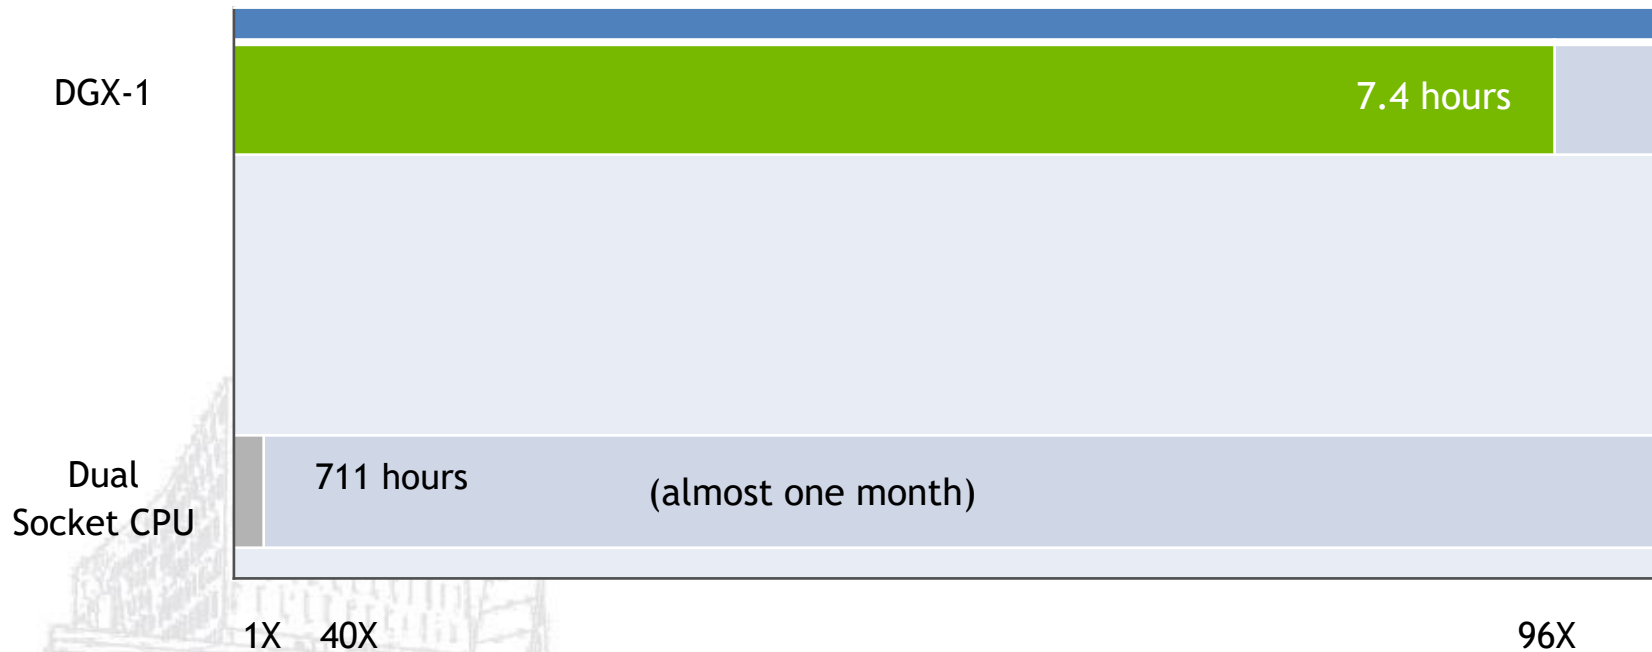 DGX-1
7.4 hours
Dual
Socket CPU
711 hours
(almost one month)
1X
40X
96X